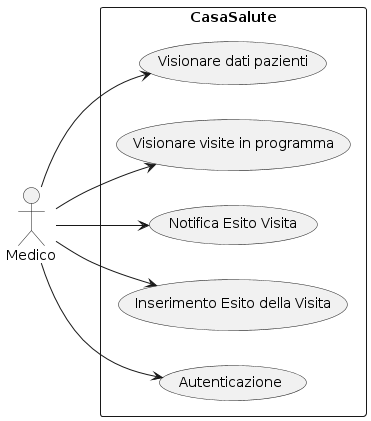 CasaSalute
Visionare dati pazienti
Visionare visite in programma
Notifica Esito Visita
Medico
Inserimento Esito della Visita
Autenticazione